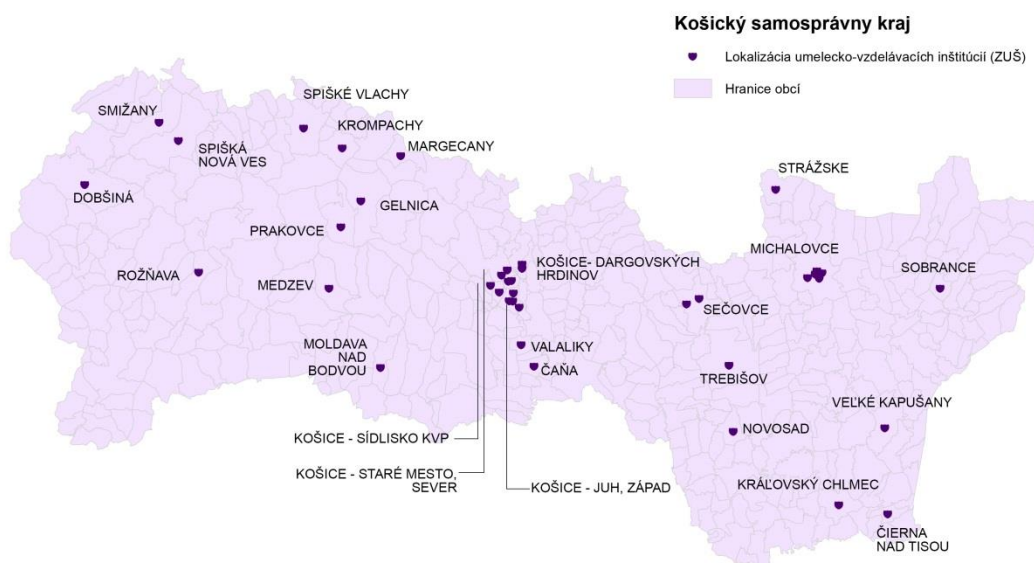 Košický samosprávny kraj
Lokalizácia umelecko-vzdelávacích inštitúcií (ZUŠ)
Hranice obcí
SPIŠKÉ VLACHY
SMIŽANY
KROMPACHY
SPIŠKÁ
NOVÁ VES
MARGECANY
STRÁŽSKE
DOBŠINÁ
GELNICA
PRAKOVCE
MICHALOVCE
KOŠICE- DARGOVSKÝCH
HRDINOV
SOBRANCE
ROŽŇAVA
MEDZEV
SEČOVCE
MOLDAVA
NAD
BODVOU
VALALIKY
ČAŇA
TREBIŠOV
VEĽKÉ KAPUŠANY
NOVOSAD
KOŠICE - SÍDLISKO KVP
KOŠICE - STARÉ MESTO,
SEVER
KOŠICE - JUH, ZÁPAD
KRÁĽOVSKÝ CHLMEC
ČIERNA
NAD TISOU